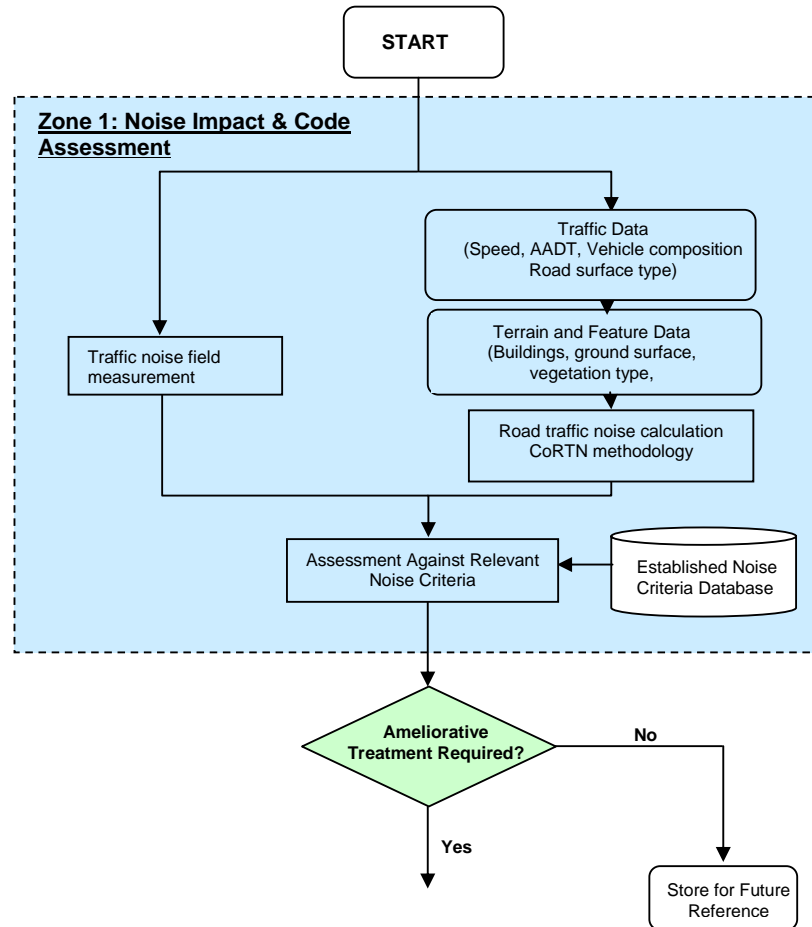 START
Zone 1: Noise Impact & Code
Assessment
Traffic Data
(Speed, AADT, Vehicle composition
Road surface type)
Terrain and Feature Data
(Buildings, ground surface,
vegetation type,
Traffic noise field
measurement
Road traffic noise calculation
CoRTN methodology
Assessment Against Relevant
Noise Criteria
Established Noise
Criteria Database
Ameliorative
Treatment Required?
No
Yes
Store for Future
Reference